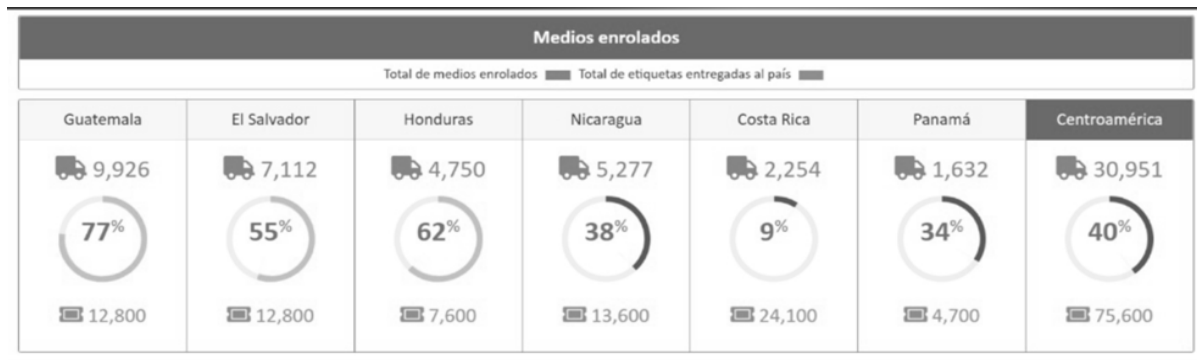 Medios enrolados
Total de medios enrolados Total de etiquetas entregadas al país
Guatemala El Salvador Honduras Nicaragua Costa Rica Panamá Centroamérica
9,926 7,112 4,750 5,277 2,254 1,632 30,951
77% 55% 62% 38% 9% 34% 40%
12,800 12,800 7,600 13,600 24,100 4,700 75,600